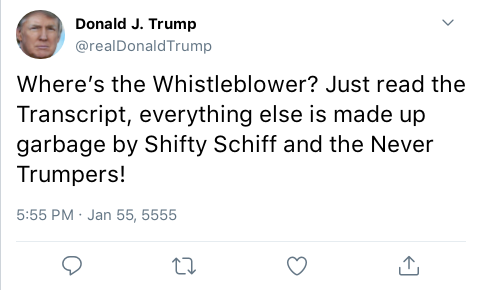 Donald J. Trump
@realDonaldTrump
Where’s the Whistleblower? Just read the
Transcript, everything else is made up
garbage by Shifty Schiff and the Never
Trumpers!
5:55 PM · Jan 55, 5555